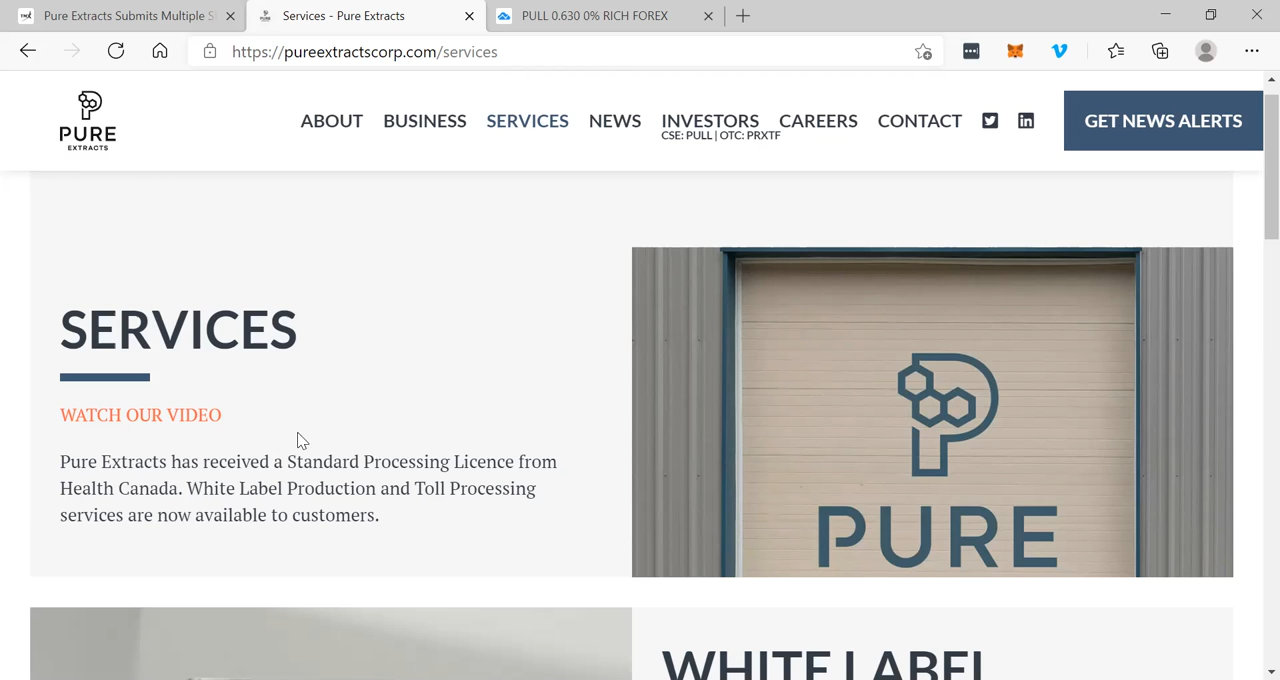 Pure Extracts Submits Multiple S
Services - Pure Extracts
PULL 0.630 0% RICH FOREX
https://pureextractscorp.com/services
PURE
EXTRACTS
ABOUT
BUSINESS
SERVICES
NEWS
INVESTORS
CSE: PULL | OTC: PRXTF
CAREERS
CONTACT
GET NEWS ALERTS
SERVICES
WATCH OUR VIDEO
Pure Extracts has received a Standard Processing Licence from
Health Canada. White Label Production and Toll Processing
services are now available to customers.
PURE
WHITE LABEL